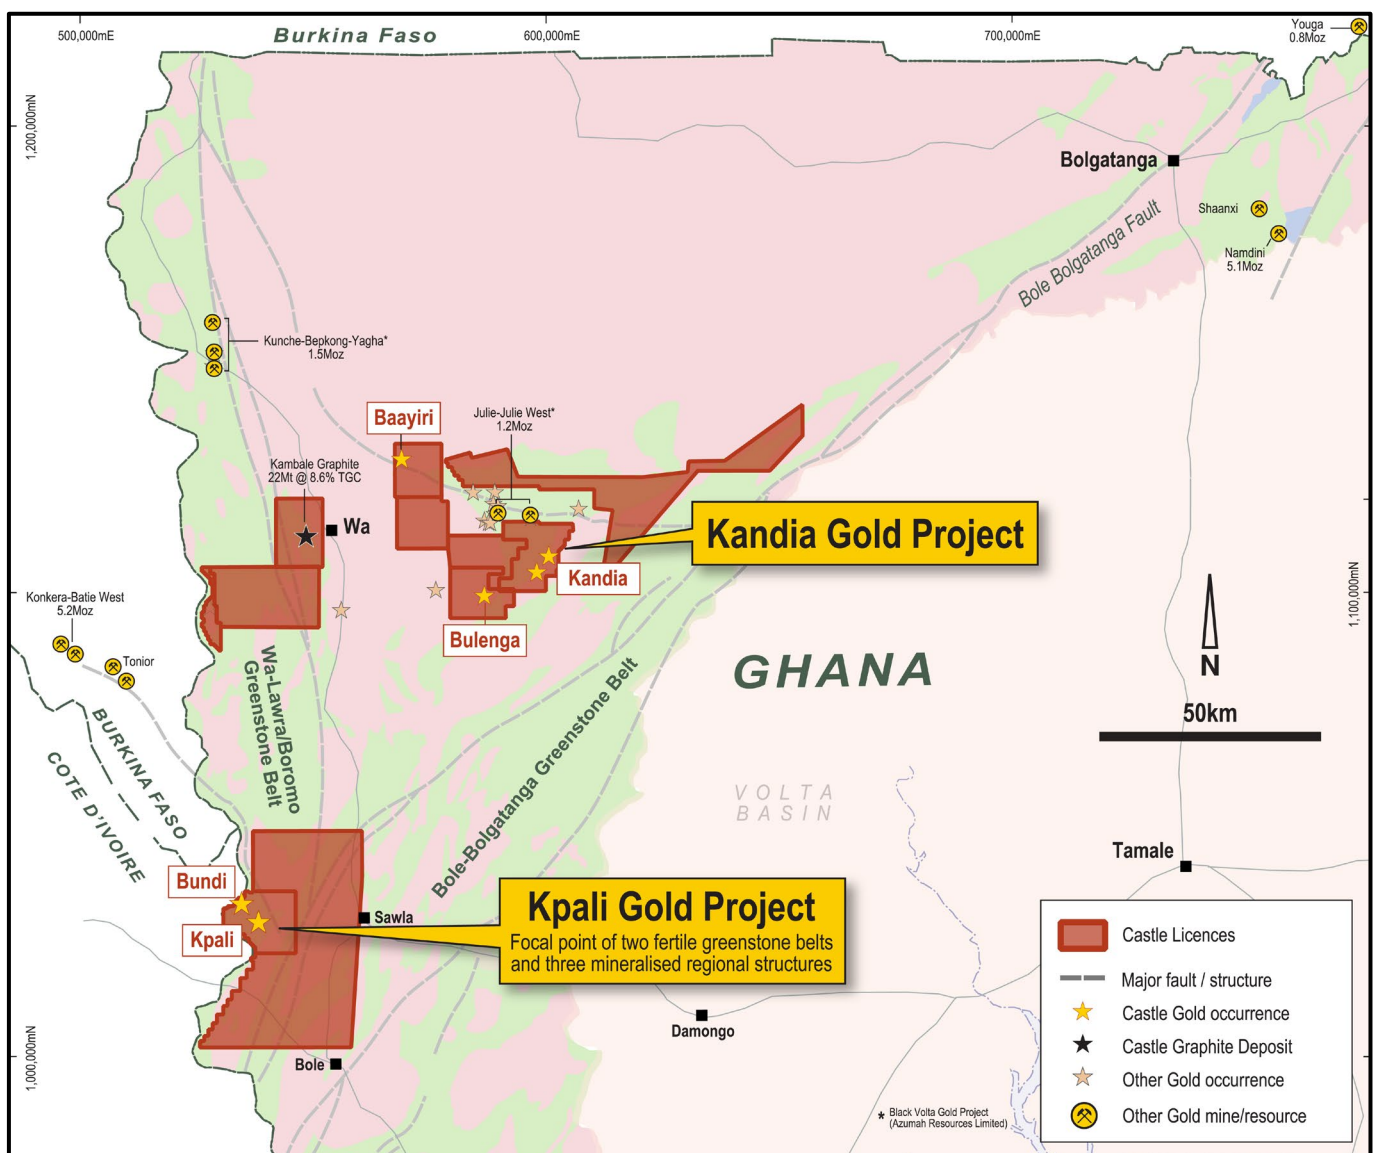 500,000mE
Burkina Faso
600,000mE
700,000mE
Youga
0.8Moz
1,200,000mN
Bolgatanga
Shaanxi
Namdini
5.1Moz
Bole Bolgatanga Fault
Kunche-Bepkong-Yagha*
1.5Moz
Baayiri
Julie-Julie West*
1.2Moz
Kambale Graphite
22Mt @ 8.6% TGC
Wa
Kandia Gold Project
Kandia
Bulenga
1,100,000mN
Konkera-Batie West
5.2Moz
Tonior
Wa-Lawra/Boromo
Greenstone Belt
Bole-Bolgatanga Greenstone Belt
GHANA
N
50km
BURKINA FASO
COTE D'IVOIRE
VOLTA
BASIN
Tamale
Bundi
Kpali
Sawla
Kpali Gold Project
Focal point of two fertile greenstone belts
and three mineralised regional structures
Damongo
Bole
1,000,000mN
Castle Licences
Major fault / structure
Castle Gold occurrence
Castle Graphite Deposit
Other Gold occurrence
Other Gold mine/resource
* Black Volta Gold Project
(Azumah Resources Limited)